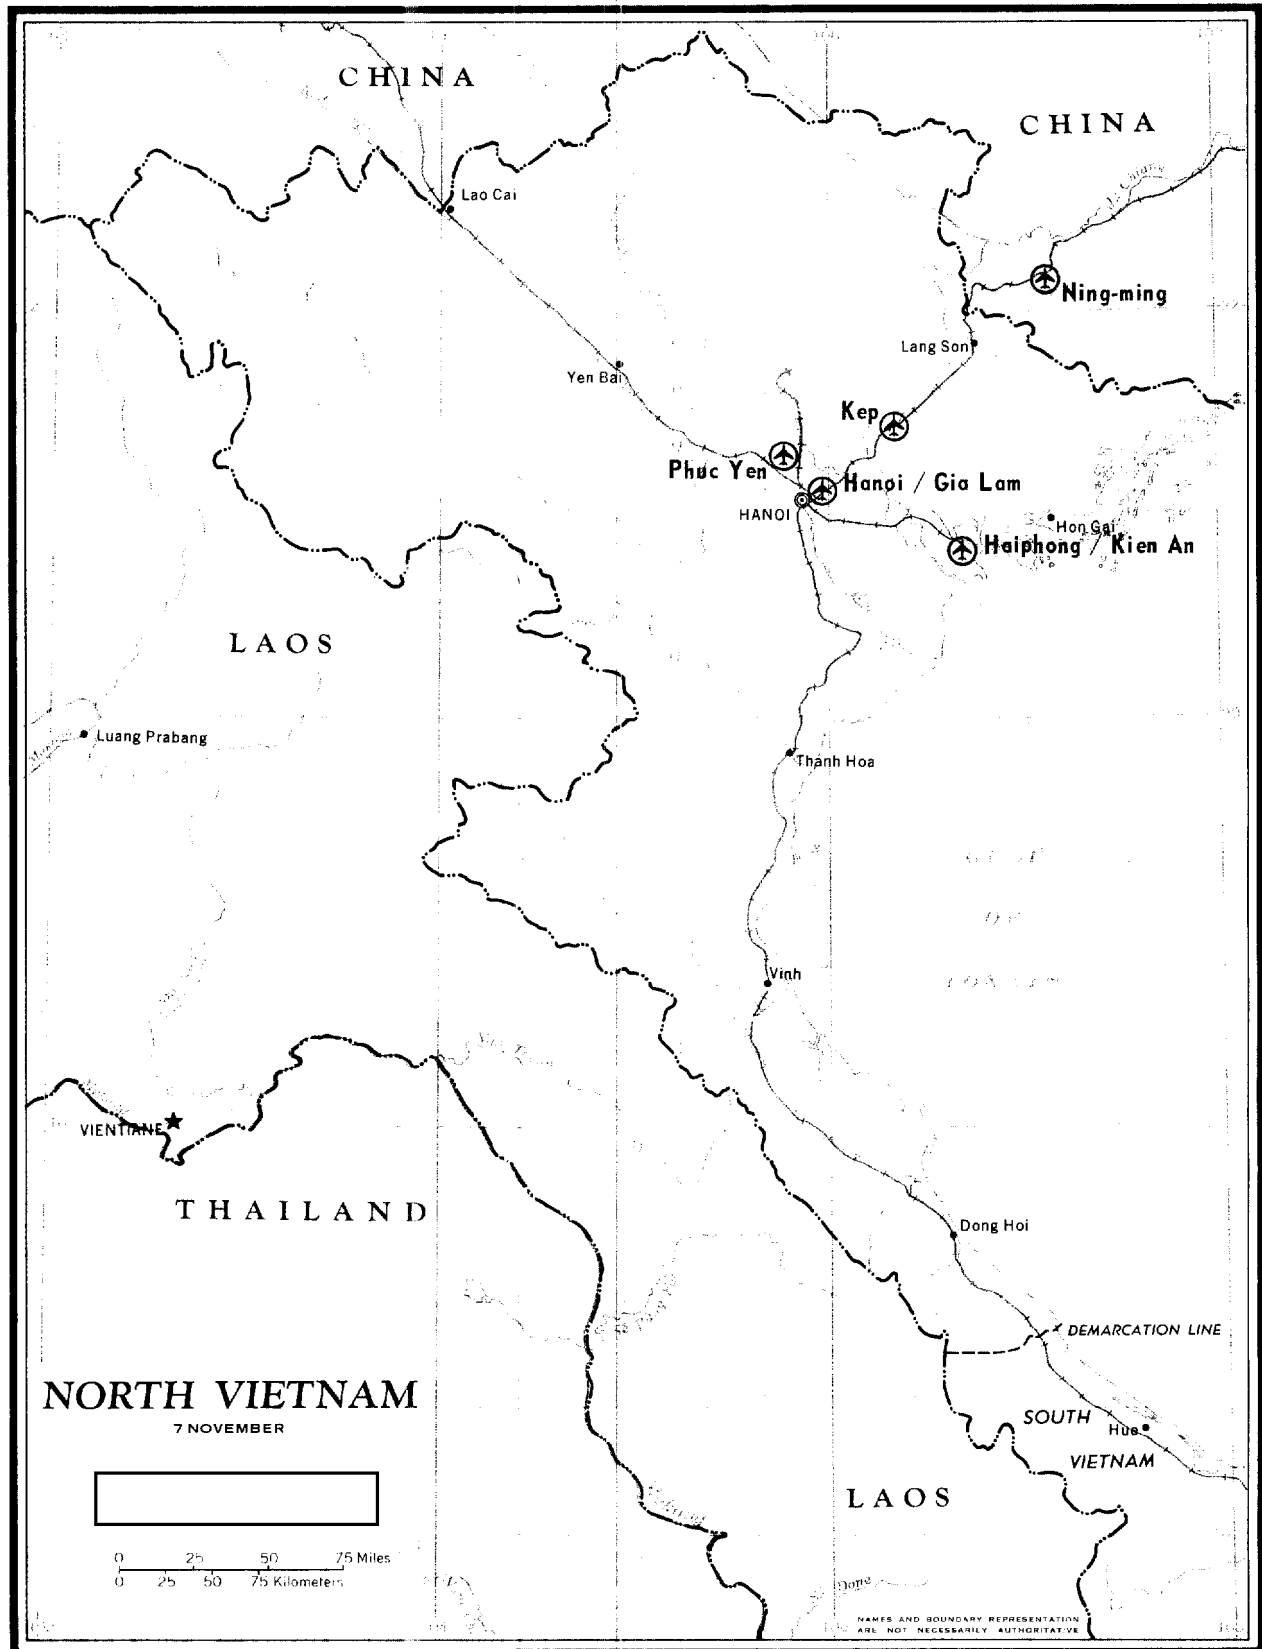 CHINA
CHINA
Lao Cai
Ning-ming
Lang Son
Yen Bai
Kep
Phuc Yen
Hanoi / Gia Lam
HANOI
Hon Gai
Haiphong / Kien An
LAOS
Luang Prabang
Thanh Hoa
Vinh
VIENTIANE
THAILAND
Dong Hoi
DEMARCATION LINE
NORTH VIETNAM
7 NOVEMBER
SOUTH
Hue
VIETNAM
LAOS
0 25 50 75 Miles
0 25 50 75 Kilometers
Dong
NAMES AND BOUNDARY REPRESENTATION
ARE NOT NECESSARILY AUTHORITATIVE